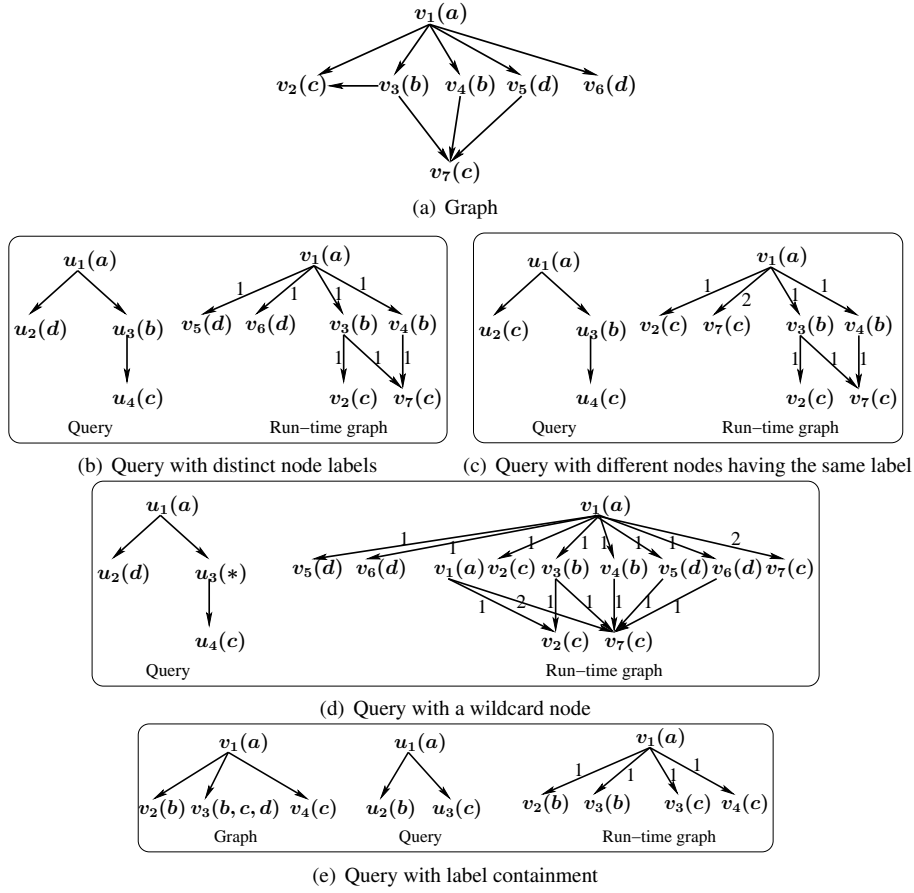 v1(a)
v2(c) v3(b) v4(b) v5(d) v6(d)
v7(c)
(a) Graph
u1(a)
u2(d) u3(b)
u4(c)
Query
v1(a)
1 1 1 1
v5(d) v6(d) v3(b) v4(b)
1 1 1
v2(c) v7(c)
Run-time graph
(b) Query with distinct node labels
u1(a)
u2(c) u3(b)
u4(c)
Query
v1(a)
1 2 1 1
v2(c) v7(c) v3(b) v4(b)
1 1 1
v2(c) v7(c)
Run-time graph
(c) Query with different nodes having the same label
u1(a)
u2(d) u3(*)
u4(c)
Query
v1(a)
1 1 1 1 1 1 1 2
v5(d) v6(d) v1(a) v2(c) v3(b) v4(b) v5(d) v6(d) v7(c)
1 2 1 1 1 1 1
v2(c) v7(c)
Run-time graph
(d) Query with a wildcard node
v1(a)
v2(b) v3(b, c, d) v4(c)
Graph
u1(a)
u2(b) u3(c)
Query
v1(a)
1 1 1 1
v2(b) v3(b) v3(c) v4(c)
Run-time graph
(e) Query with label containment